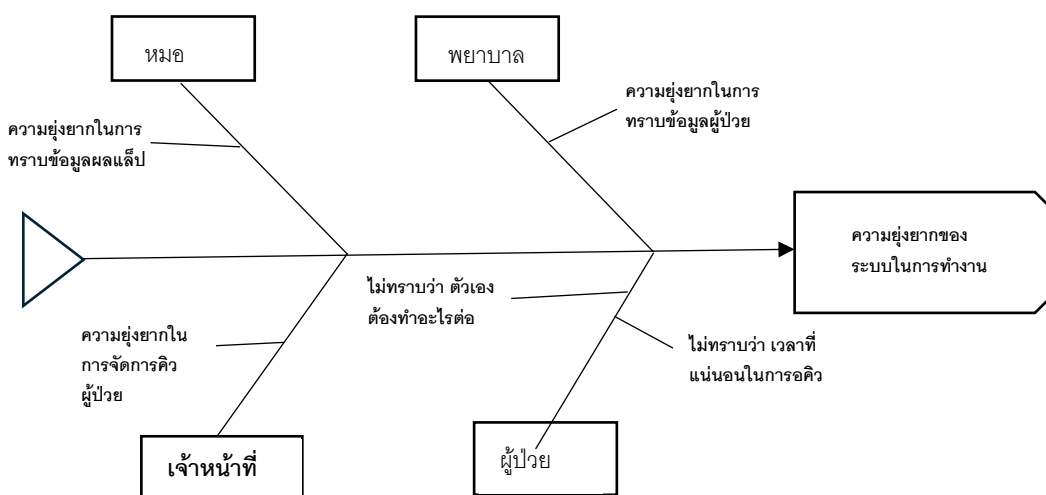 หมอ
พยาบาล
ความยุ่งยากในการ
ทราบข้อมูลผลแล็ป
ความยุ่งยากในการ
ทราบข้อมูลผู้ป่วย
ความยุ่งยากของ
ระบบในการทำงาน
ไม่ทราบว่า ตัวเอง
ต้องทำอะไรต่อ
ความยุ่งยากใน
การจัดการคิว
ผู้ป่วย
ไม่ทราบว่า เวลาที่
แน่นอนในการอคิว
เจ้าหน้าที่
ผู้ป่วย